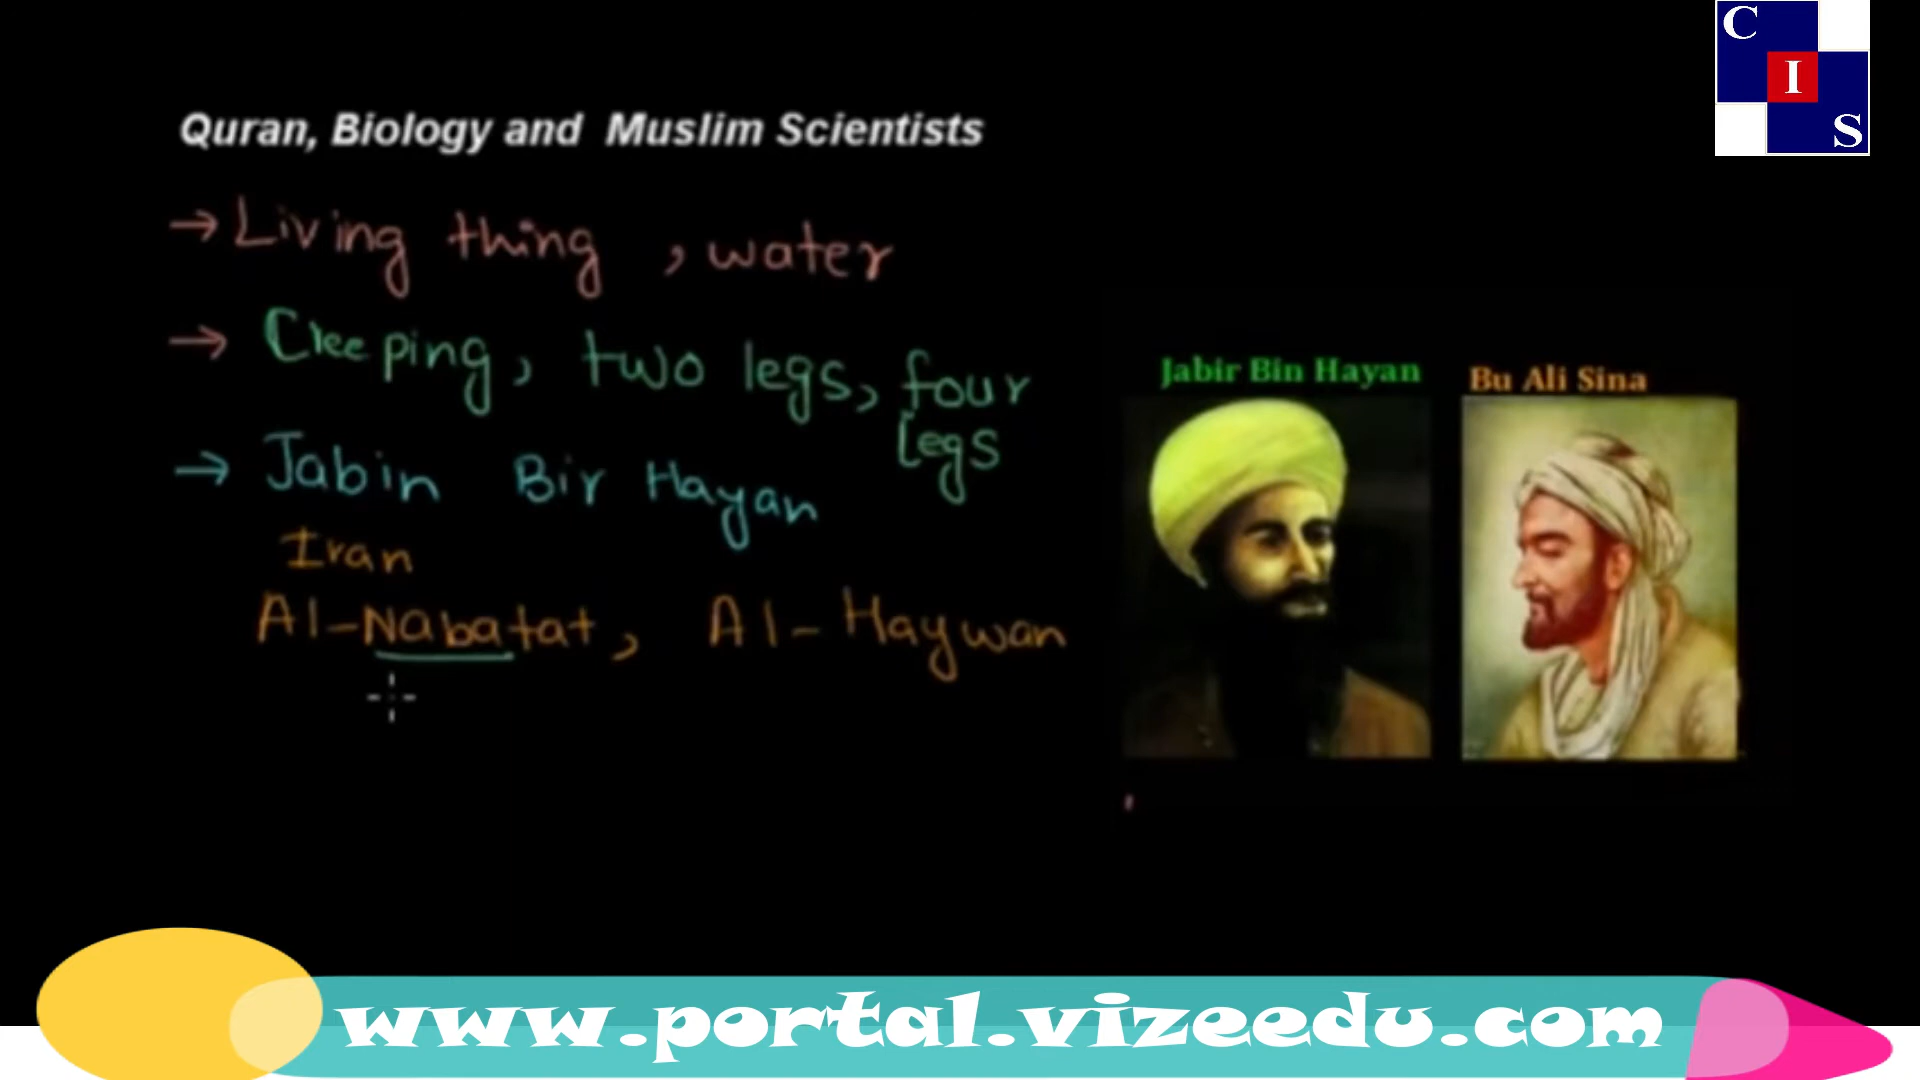 C
I
S
Quran, Biology and Muslim Scientists
→ Living thing , water
→ Cleeping, two legs, four
legs
→ Jabin Bir Hayan
Iran
Al-Nabatat, Al-Haywan
Jabir Bin Hayan
Bu Ali Sina
www.portal.vizeedu.com